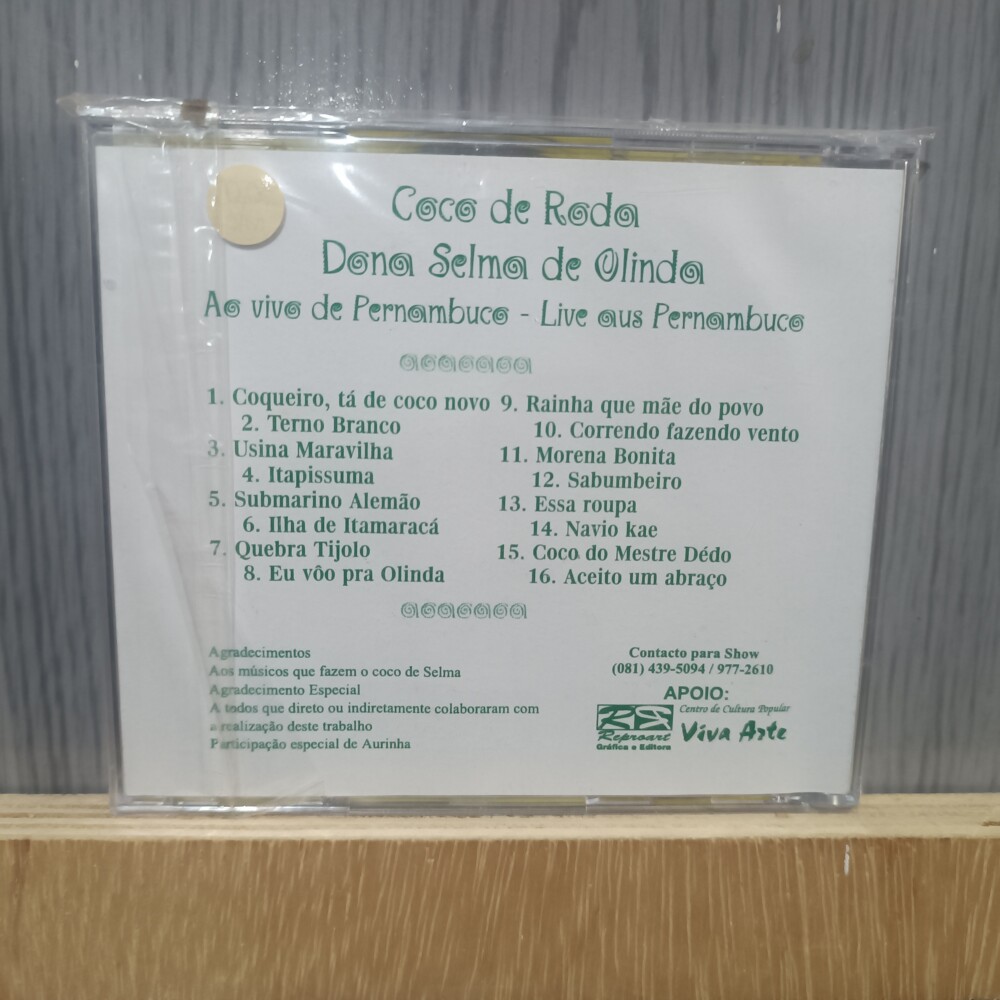 Coco de Roda
Dona Selma de Olinda
Ao vivo de Pernambuco - Live aus Pernambuco
1. Coqueiro, tá de coco novo
2. Terno Branco
3. Usina Maravilha
4. Itapissuma
5. Submarino Alemão
6. Ilha de Itamaracá
7. Quebra Tijolo
8. Eu vôo pra Olinda
9. Rainha que mãe do povo
10. Correndo fazendo vento
11. Morena Bonita
12. Sabumbeiro
13. Essa roupa
14. Navio kae
15. Coco do Mestre Dédo
16. Aceito um abraço
Agradecimentos
Aos músicos que fazem o coco de Selma
Agradecimento Especial
A todos que direto ou indiretamente colaboraram com
a realização deste trabalho
Participação especial de Aurinha
Contacto para Show
(081) 439-5094 / 977-2610
APOIO:
Reproart
Gráfica e Editora
Centro de Cultura Popular
Viva Arte